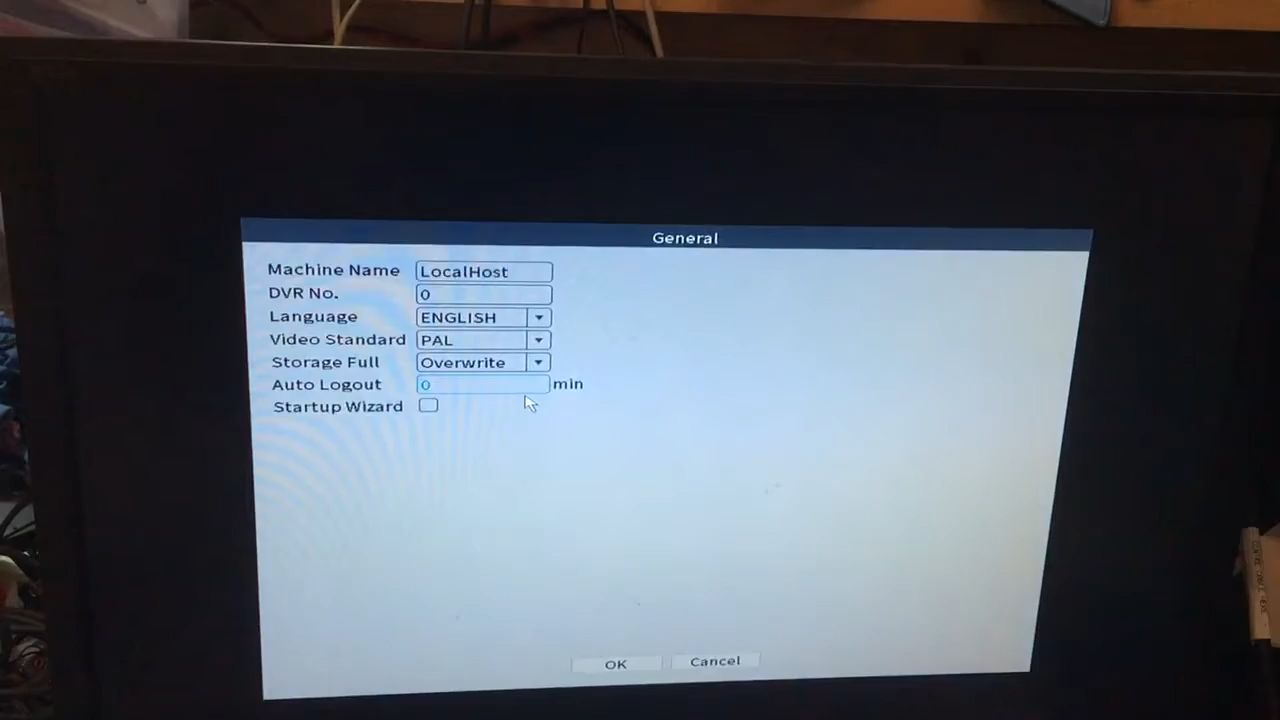 General
Machine Name LocalHost
DVR No. 0
Language ENGLISH
Video Standard PAL
Storage Full Overwrite
Auto Logout 0 min
Startup Wizard
OK Cancel